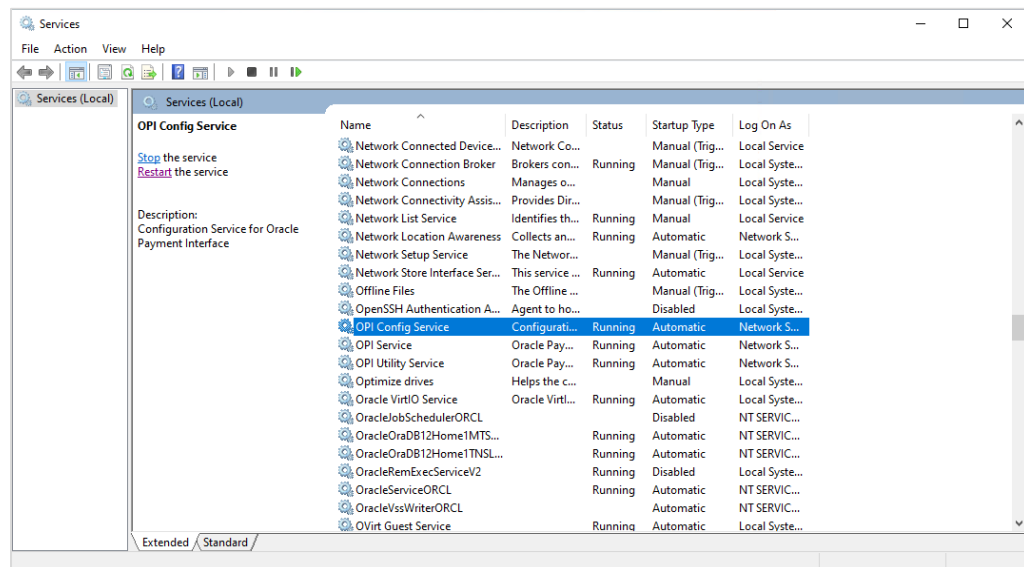 Services
File Action View Help
Services (Local)
Services (Local)
OPI Config Service
Stop the service
Restart the service
Description:
Configuration Service for Oracle
Payment Interface
Name Description Status Startup Type Log On As
Network Connected Device... Network Co... Manual (Trig... Local Service
Network Connection Broker Brokers con... Running Manual (Trig... Local Syste...
Network Connections Manages o... Manual Local Syste...
Network Connectivity Assis... Provides Dir... Manual (Trig... Local Syste...
Network List Service Identifies th... Running Manual Local Service
Network Location Awareness Collects an... Running Automatic Network S...
Network Setup Service The Networ... Manual (Trig... Local Syste...
Network Store Interface Ser... This service ... Running Automatic Local Service
Offline Files The Offline ... Manual (Trig... Local Syste...
OpenSSH Authentication A... Agent to ho... Disabled Local Syste...
OPI Config Service Configurati... Running Automatic Network S...
OPI Service Oracle Pay... Running Automatic Network S...
OPI Utility Service Oracle Pay... Running Automatic Network S...
Optimize drives Helps the c... Manual Local Syste...
Oracle VirtIO Service Oracle VirtI... Running Automatic Local Syste...
OracleJobSchedulerORCL Disabled NT SERVIC...
OracleOraDB12Home1MTS... Running Automatic NT SERVIC...
OracleOraDB12Home1TNSL... Running Automatic NT SERVIC...
OracleRemExecServiceV2 Running Disabled Local Syste...
OracleServiceORCL Running Automatic NT SERVIC...
OracleVssWriterORCL Automatic NT SERVIC...
OVirt Guest Service Running Automatic Local Syste...
Extended Standard